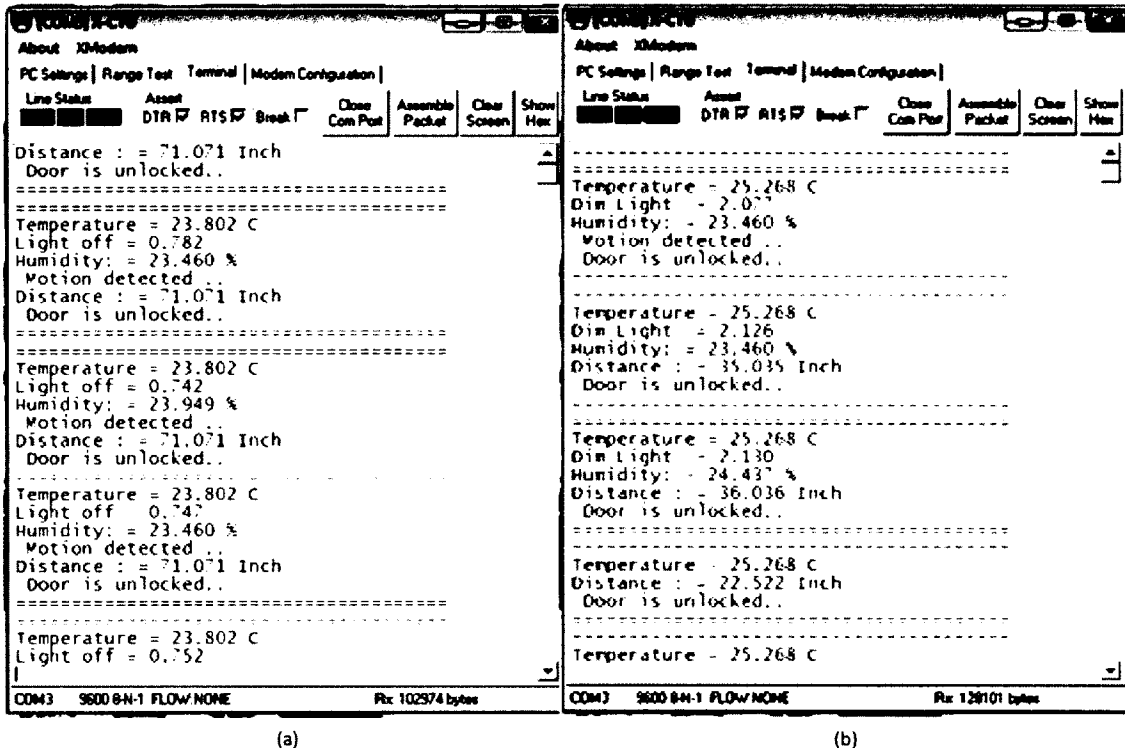 (COM3) X-CTU
About XModem
PC Settings | Range Test Terminal | Modem Configuration |
Line Status
Assert
DTR RTS Break
Close Com Port
Assemble Packet
Clear Screen
Show Hex
Distance : = 71.071 Inch
Door is unlocked..
==========================================
==========================================
Temperature = 23.802 C
Light off = 0.782
Humidity: = 23.460 %
Motion detected ..
Distance : = 71.071 Inch
Door is unlocked..
==========================================
==========================================
Temperature = 23.802 C
Light off = 0.742
Humidity: = 23.949 %
Motion detected ..
Distance : = 71.071 Inch
Door is unlocked..
Temperature = 23.802 C
Light off
Humidity: = 23.460 %
Motion detected ..
Distance : = 71.071 Inch
Door is unlocked..
==========================================
Temperature = 23.802 C
Light off = 0.752
COM3 9600 8-N-1 FLOW:NONE Rx: 102974 bytes
(a)
(COM3) X-CTU
About XModem
PC Settings | Range Test Terminal | Modem Configuration |
Line Status
Assert
DTR RTS Break
Close Com Port
Assemble Packet
Clear Screen
Show Hex
==========================================
Temperature = 25.268 C
Dim Light =
Humidity: = 23.460 %
Motion detected ..
Door is unlocked..
Temperature = 25.268 C
Dim Light = 2.126
Humidity: = 23.460 %
Distance : = 35.035 Inch
Door is unlocked..
Temperature = 25.268 C
Dim Light = 2.130
Humidity: = 24.437 %
Distance : = 36.036 Inch
Door is unlocked..
==========================================
Temperature = 25.268 C
Distance : = 22.522 Inch
Door is unlocked..
Temperature = 25.268 C
COM3 9600 8-N-1 FLOW:NONE Rx: 128101 bytes
(b)